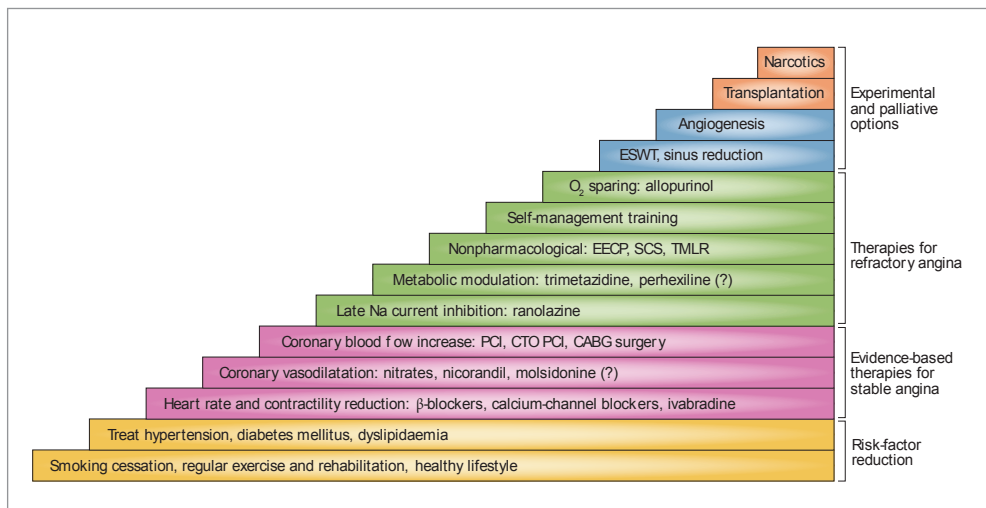 Narcotics
Transplantation
Angiogenesis
ESWT, sinus reduction
Experimental
and palliative
options
O2 sparing: allopurinol
Self-management training
Nonpharmacological: EECP, SCS, TMLR
Metabolic modulation: trimetazidine, perhexiline (?)
Late Na current inhibition: ranolazine
Therapies for
refractory angina
Coronary blood f ow increase: PCI, CTO PCI, CABG surgery
Coronary vasodilatation: nitrates, nicorandil, molsidonine (?)
Heart rate and contractility reduction: β-blockers, calcium-channel blockers, ivabradine
Evidence-based
therapies for
stable angina
Treat hypertension, diabetes mellitus, dyslipidaemia
Smoking cessation, regular exercise and rehabilitation, healthy lifestyle
Risk-factor
reduction